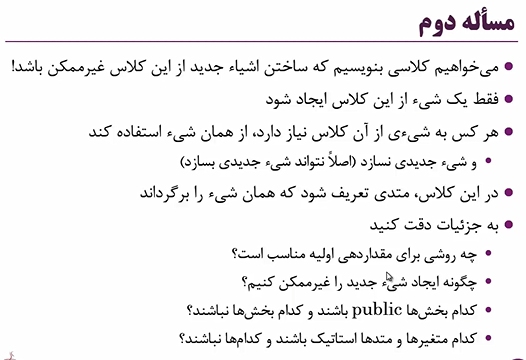 مسأله دوم
می‌خواهیم کلاسی بنویسیم که ساختن اشیاء جدید از این کلاس غیرممکن باشد!
فقط یک شیء از این کلاس ایجاد شود
هر کس به شیءی از آن کلاس نیاز دارد، از همان شیء استفاده کند
و شیء جدیدی نسازد (اصلاً نتواند شیء جدیدی بسازد)
در این کلاس، متدی تعریف شود که همان شیء را برگرداند
به جزئیات دقت کنید
چه روشی برای مقداردهی اولیه مناسب است؟
چگونه ایجاد شیء جدید را غیرممکن کنیم؟
کدام بخش‌ها public باشند و کدام بخش‌ها نباشند؟
کدام متغیرها و متدها استاتیک باشند و کدام‌ها نباشند؟